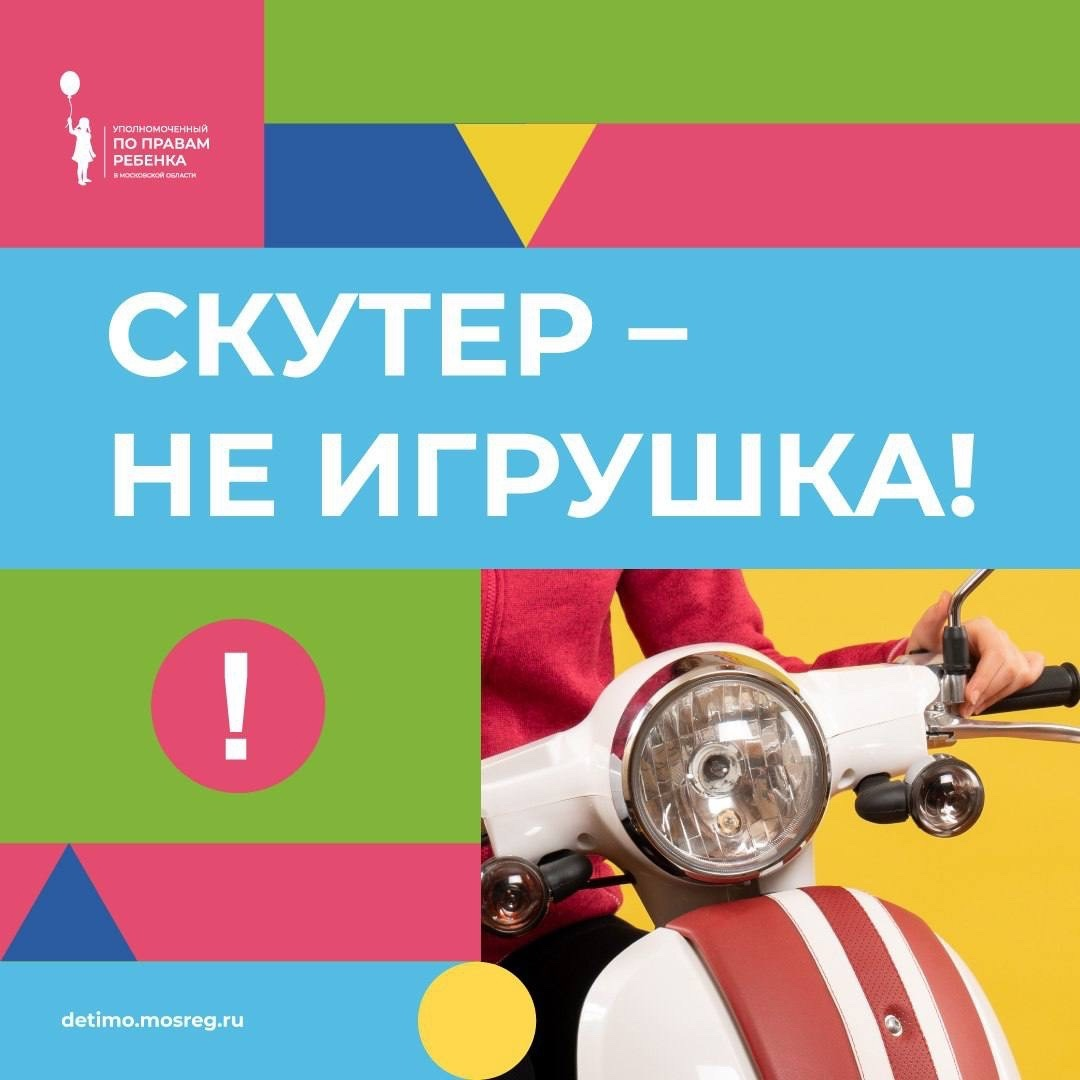 УПОЛНОМОЧЕННЫЙ
ПО ПРАВАМ
РЕБЕНКА
В МОСКОВСКОЙ ОБЛАСТИ
СКУТЕР –
НЕ ИГРУШКА!
!
detimo.mosreg.ru